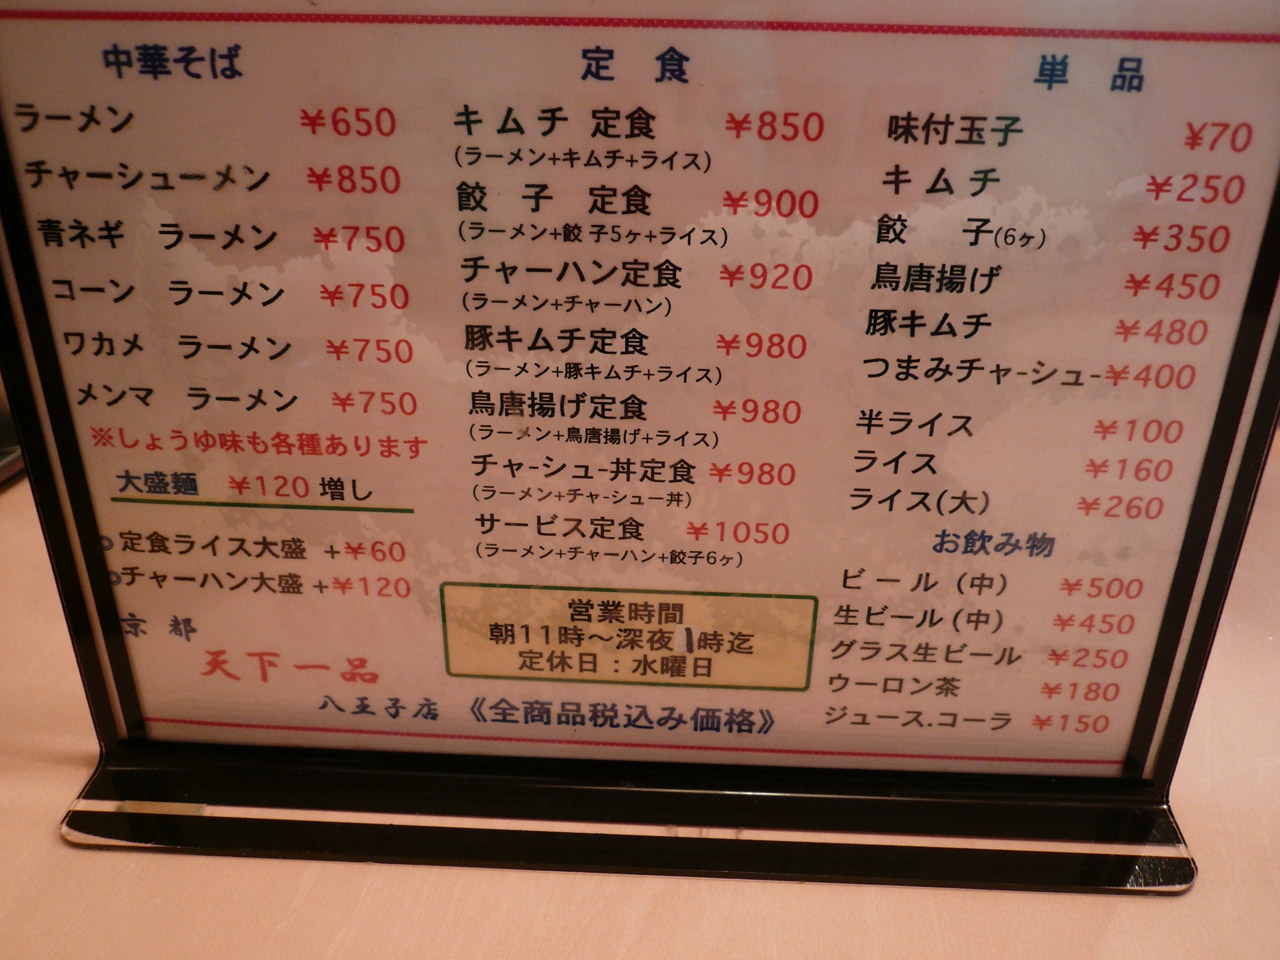 中華そば
ラーメン ¥650
チャーシューメン ¥850
青ネギ ラーメン ¥750
コーン ラーメン ¥750
ワカメ ラーメン ¥750
メンマ ラーメン ¥750
※しょうゆ味も各種あります
大盛麺 ¥120 増し
◎定食ライス大盛 +¥60
◎チャーハン大盛 +¥120
京都
天下一品
八王子店
定食
キムチ 定食 ¥850
(ラーメン+キムチ+ライス)
餃子 定食 ¥900
(ラーメン+餃子5ヶ+ライス)
チャーハン定食 ¥920
(ラーメン+チャーハン)
豚キムチ定食 ¥980
(ラーメン+豚キムチ+ライス)
鳥唐揚げ定食 ¥980
(ラーメン+鳥唐揚げ+ライス)
チャ-シュ-丼定食 ¥980
(ラーメン+チャ-シュー丼)
サービス定食 ¥1050
(ラーメン+チャーハン+餃子6ヶ)
営業時間
朝11時〜深夜1時迄
定休日：水曜日
《全商品税込み価格》
単品
味付玉子 ¥70
キムチ ¥250
餃子(6ヶ) ¥350
鳥唐揚げ ¥450
豚キムチ ¥480
つまみチャ-シュ- ¥400
半ライス ¥100
ライス ¥160
ライス(大) ¥260
お飲み物
ビール (中) ¥500
生ビール (中) ¥450
グラス生ビール ¥250
ウーロン茶 ¥180
ジュース.コーラ ¥150